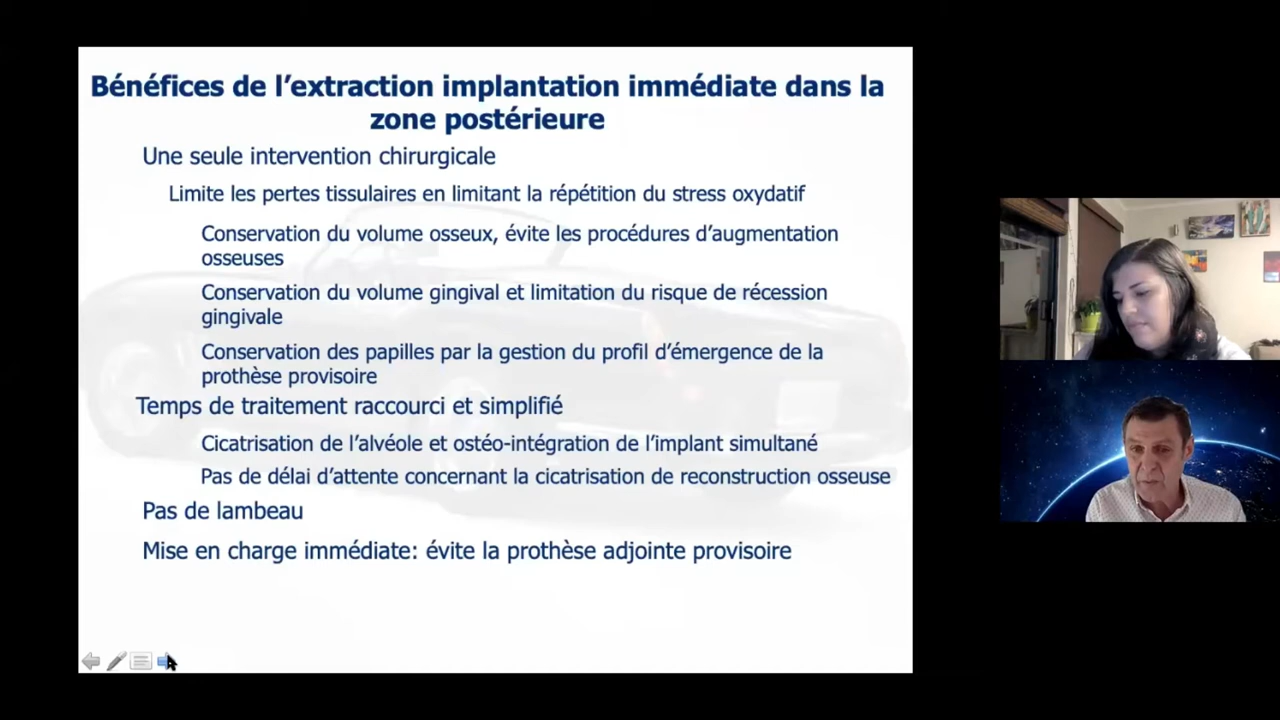 Bénéfices de l’extraction implantation immédiate dans la
zone postérieure
Une seule intervention chirurgicale
Limite les pertes tissulaires en limitant la répétition du stress oxydatif
Conservation du volume osseux, évite les procédures d’augmentation
osseuses
Conservation du volume gingival et limitation du risque de récession
gingivale
Conservation des papilles par la gestion du profil d’émergence de la
prothèse provisoire
Temps de traitement raccourci et simplifié
Cicatrisation de l’alvéole et ostéo-intégration de l’implant simultané
Pas de délai d’attente concernant la cicatrisation de reconstruction osseuse
Pas de lambeau
Mise en charge immédiate: évite la prothèse adjointe provisoire